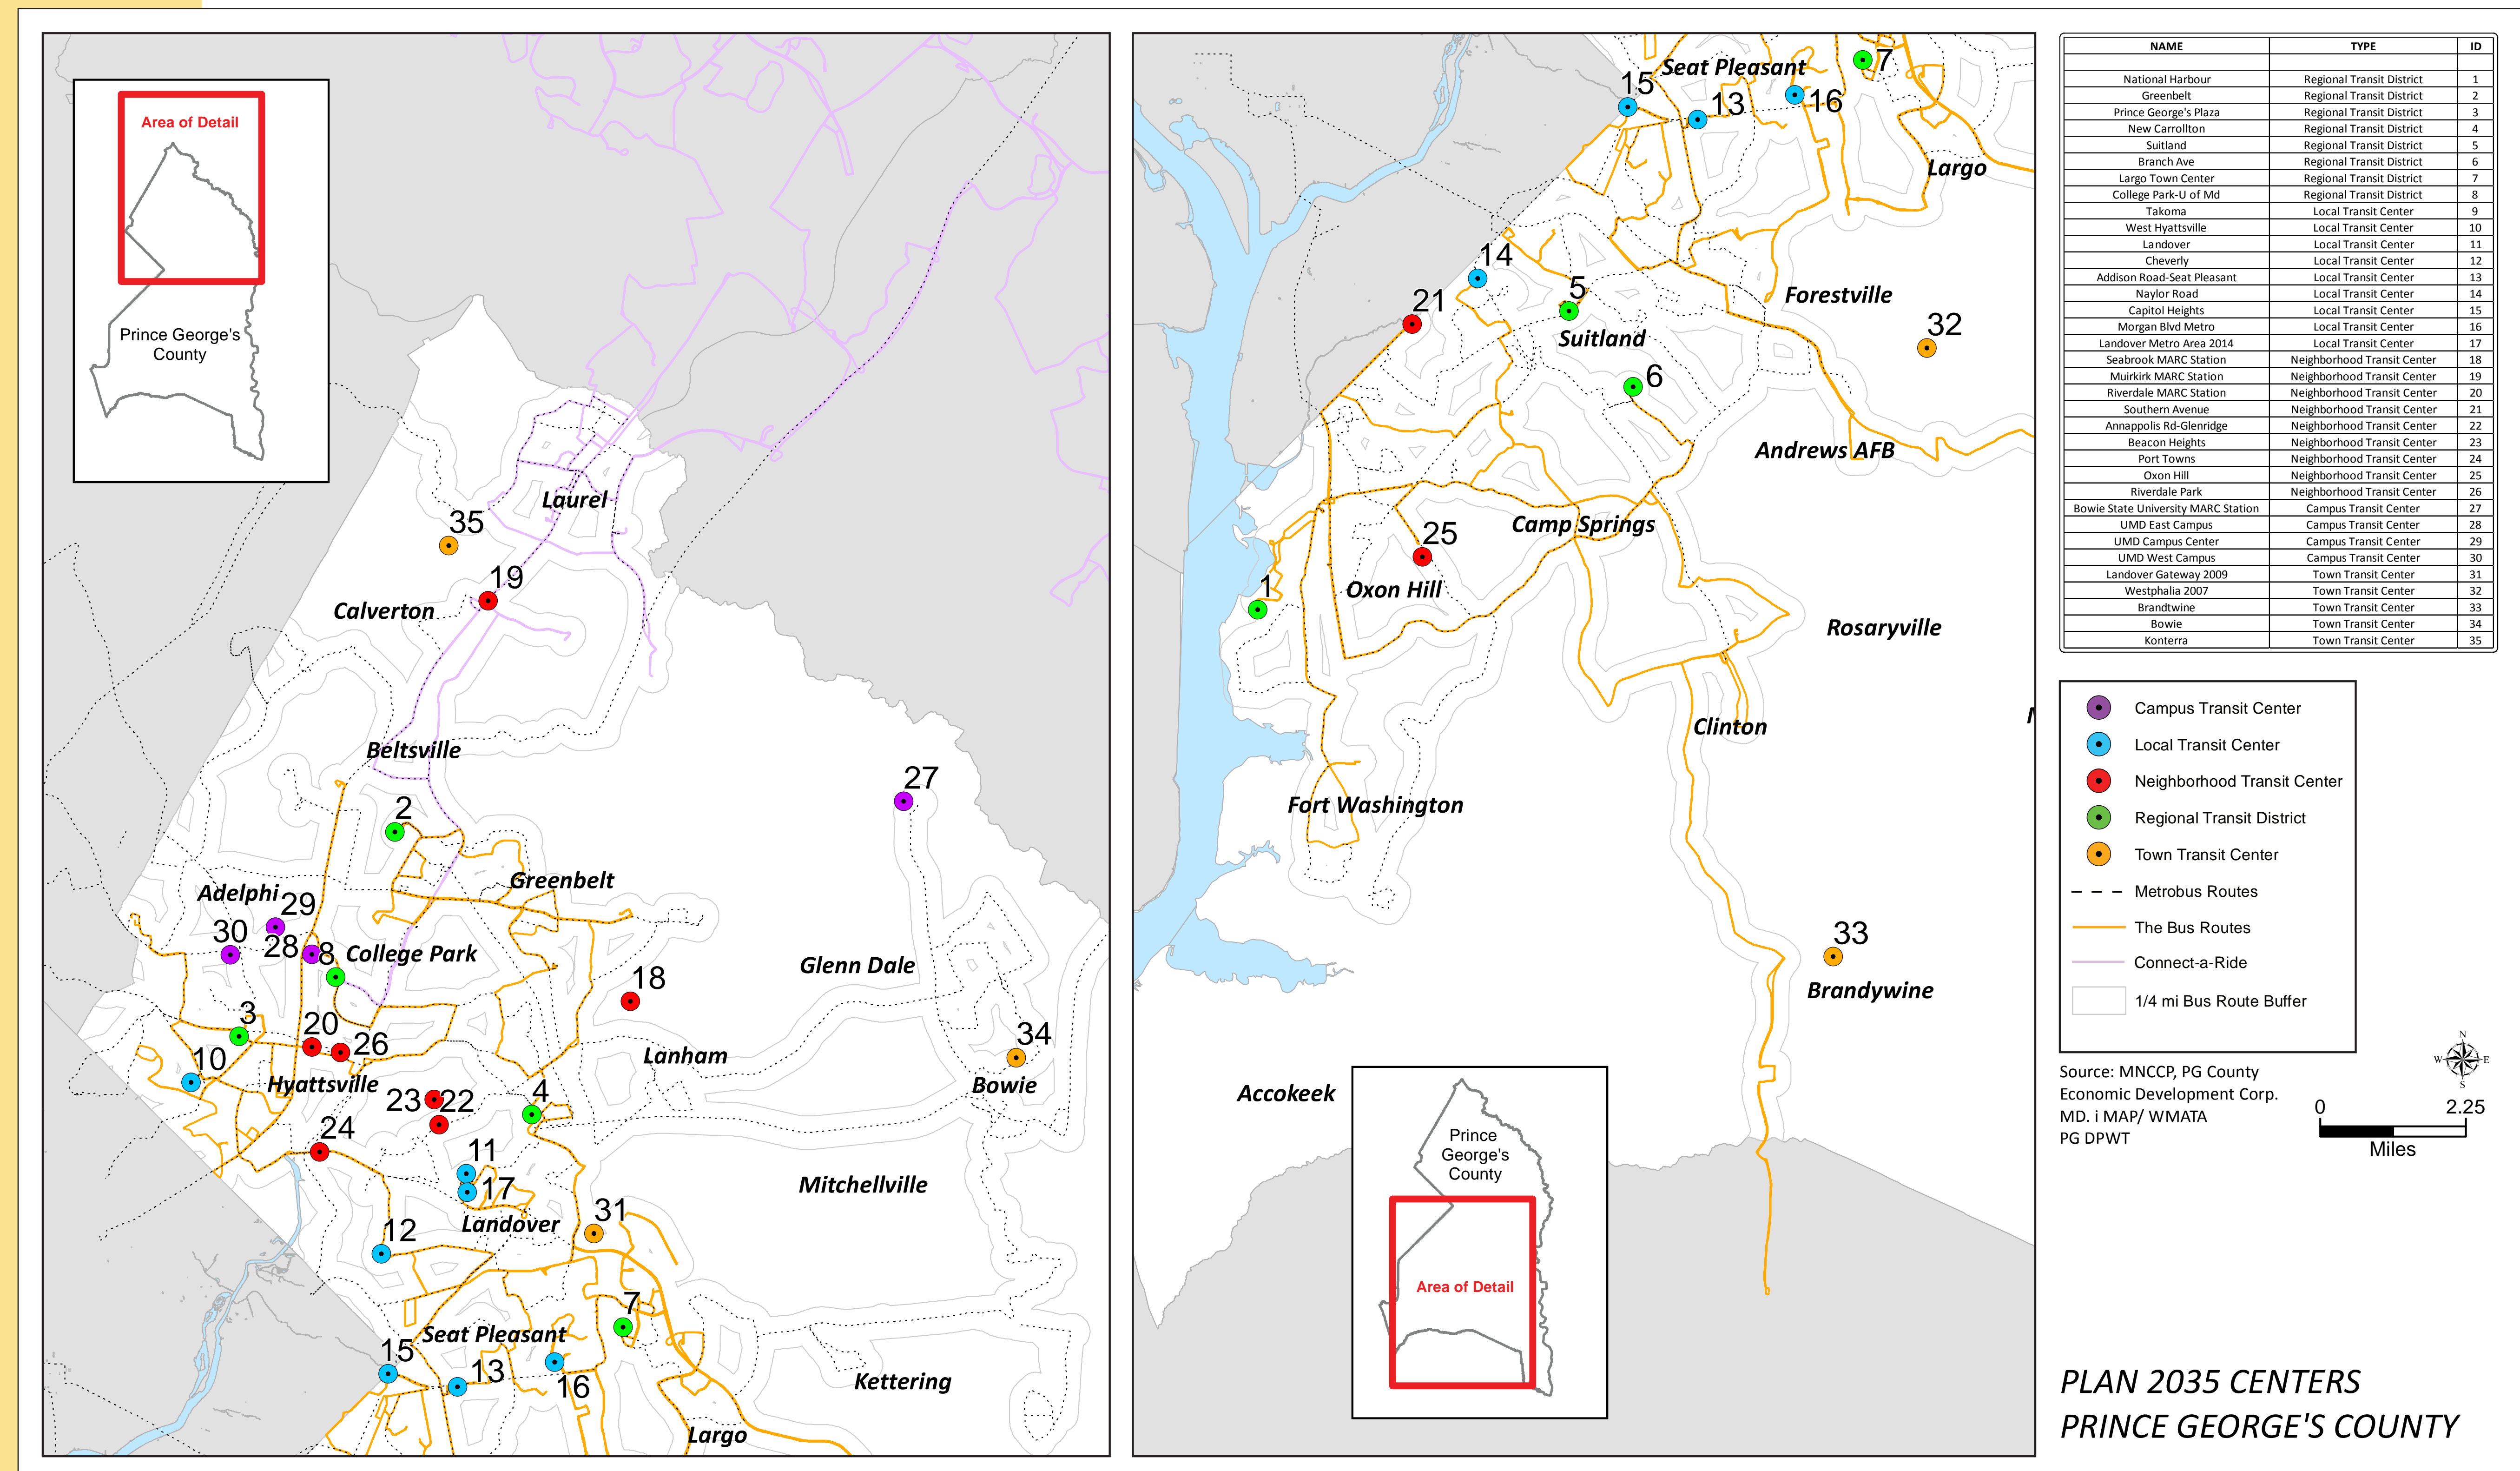 Area of Detail
Prince George's
County
Laurel
35
19
Calverton
Beltsville
27
2
Greenbelt
Adelphi
29
30
28
8
College Park
Glenn Dale
18
3
20
34
26
10
Lanham
Hyattsville
Bowie
23
22
4
24
11
17
Mitchellville
31
Landover
12
7
Seat Pleasant
15
13
16
Kettering
Largo
7
Seat Pleasant
15
13
16
Largo
14
5
Forestville
21
32
Suitland
6
Andrews AFB
Camp Springs
25
1
Oxon Hill
Rosaryville
Clinton
Fort Washington
33
Brandywine
Accokeek
Prince
George's
County
Area of Detail
NAME TYPE ID
National Harbour Regional Transit District 1
Greenbelt Regional Transit District 2
Prince George's Plaza Regional Transit District 3
New Carrollton Regional Transit District 4
Suitland Regional Transit District 5
Branch Ave Regional Transit District 6
Largo Town Center Regional Transit District 7
College Park-U of Md Regional Transit District 8
Takoma Local Transit Center 9
West Hyattsville Local Transit Center 10
Landover Local Transit Center 11
Cheverly Local Transit Center 12
Addison Road-Seat Pleasant Local Transit Center 13
Naylor Road Local Transit Center 14
Capitol Heights Local Transit Center 15
Morgan Blvd Metro Local Transit Center 16
Landover Metro Area 2014 Local Transit Center 17
Seabrook MARC Station Neighborhood Transit Center 18
Muirkirk MARC Station Neighborhood Transit Center 19
Riverdale MARC Station Neighborhood Transit Center 20
Southern Avenue Neighborhood Transit Center 21
Annappolis Rd-Glenridge Neighborhood Transit Center 22
Beacon Heights Neighborhood Transit Center 23
Port Towns Neighborhood Transit Center 24
Oxon Hill Neighborhood Transit Center 25
Riverdale Park Neighborhood Transit Center 26
Bowie State University MARC Station Campus Transit Center 27
UMD East Campus Campus Transit Center 28
UMD Campus Center Campus Transit Center 29
UMD West Campus Campus Transit Center 30
Landover Gateway 2009 Town Transit Center 31
Westphalia 2007 Town Transit Center 32
Brandtwine Town Transit Center 33
Bowie Town Transit Center 34
Konterra Town Transit Center 35
Campus Transit Center
Local Transit Center
Neighborhood Transit Center
Regional Transit District
Town Transit Center
Metrobus Routes
The Bus Routes
Connect-a-Ride
1/4 mi Bus Route Buffer
N
W E
S
Source: MNCCP, PG County
Economic Development Corp.
MD. i MAP/ WMATA
PG DPWT
0 2.25
Miles
PLAN 2035 CENTERS
PRINCE GEORGE'S COUNTY